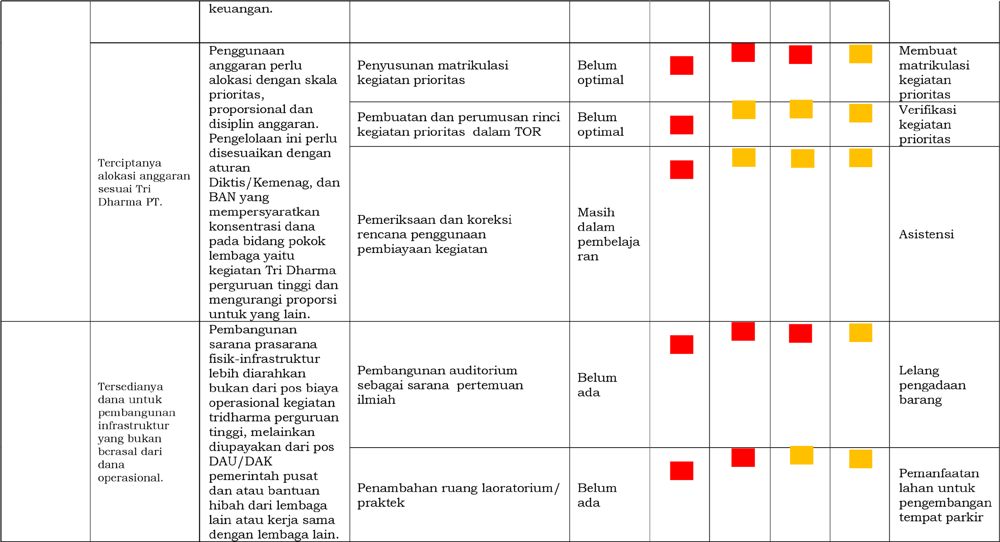 keuangan.
Terciptanya
alokasi anggaran
sesuai Tri
Dharma PT.
Penggunaan
anggaran perlu
alokasi dengan skala
prioritas,
proporsional dan
disiplin anggaran.
Pengelolaan ini perlu
disesuaikan dengan
aturan
Diktis/Kemenag, dan
BAN yang
mempersyaratkan
konsentrasi dana
pada bidang pokok
lembaga yaitu
kegiatan Tri Dharma
perguruan tinggi dan
mengurangi proporsi
untuk yang lain.
Penyusunan matrikulasi
kegiatan prioritas
Belum
optimal
Membuat
matrikulasi
kegiatan
prioritas
Pembuatan dan perumusan rinci
kegiatan prioritas dalam TOR
Belum
optimal
Verifikasi
kegiatan
prioritas
Pemeriksaan dan koreksi
rencana penggunaan
pembiayaan kegiatan
Masih
dalam
pembelaja
ran
Asistensi
Tersedianya
dana untuk
pembangunan
infrastruktur
yang bukan
berasal dari
dana
operasional.
Pembangunan
sarana prasarana
fisik-infrastruktur
lebih diarahkan
bukan dari pos biaya
operasional kegiatan
tridharma perguruan
tinggi, melainkan
diupayakan dari pos
DAU/DAK
pemerintah pusat
dan atau bantuan
hibah dari lembaga
lain atau kerja sama
dengan lembaga lain.
Pembangunan auditorium
sebagai sarana pertemuan
ilmiah
Belum
ada
Lelang
pengadaan
barang
Penambahan ruang laoratorium/
praktek
Belum
ada
Pemanfaatan
lahan untuk
pengembangan
tempat parkir